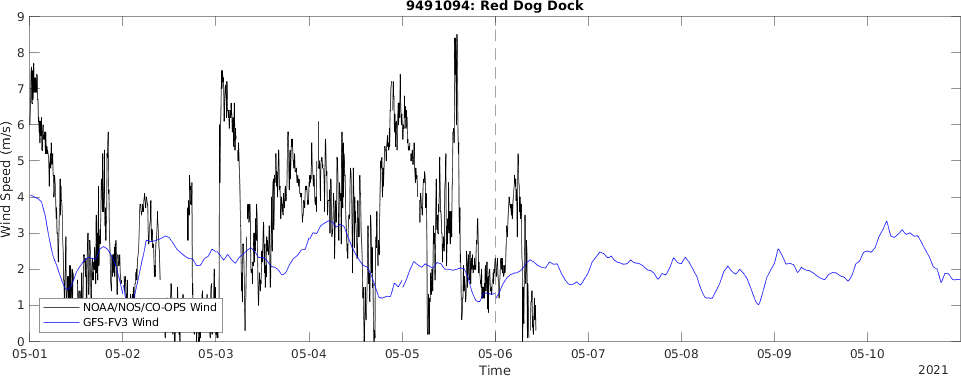 9491094: Red Dog Dock
Wind Speed (m/s)
9
8
7
6
5
4
3
2
1
0
NOAA/NOS/CO-OPS Wind
GFS-FV3 Wind
05-01 05-02 05-03 05-04 05-05 05-06 05-07 05-08 05-09 05-10
Time
2021